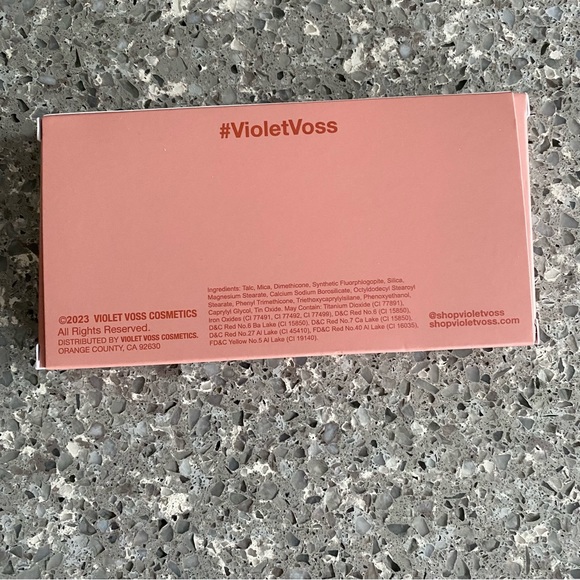 #VioletVoss
©2023 VIOLET VOSS COSMETICS
All Rights Reserved.
DISTRIBUTED BY VIOLET VOSS COSMETICS.
ORANGE COUNTY, CA 92630
Ingredients: Talc, Mica, Dimethicone, Synthetic Fluorphlogopite, Silica,
Magnesium Stearate, Calcium Sodium Borosilicate, Octyldodecyl Stearoyl
Stearate, Phenyl Trimethicone, Triethoxycaprylylsilane, Phenoxyethanol,
Caprylyl Glycol, Tin Oxide. May Contain: Titanium Dioxide (CI 77891),
Iron Oxides (CI 77491, CI 77492, CI 77499), D&C Red No.6 (CI 15850),
D&C Red No.6 Ba Lake (CI 15850), D&C Red No.7 Ca Lake (CI 15850),
D&C Red No.27 Al Lake (CI 45410), FD&C Red No.40 Al Lake (CI 16035),
FD&C Yellow No.5 Al Lake (CI 19140).
@shopvioletvoss
shopvioletvoss.com